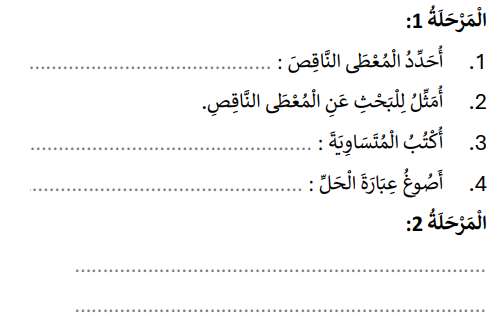 الْمَرْحَلَةُ 1:
1. أُحَدِّدُ الْمُعْطَى النَّاقِصَ : ............................................
2. أُمَثِّلُ لِلْبَحْثِ عَنِ الْمُعْطَى النَّاقِصِ.
3. أُكْتُبُ الْمُتَسَاوِيَةَ : ...................................................
4. أَصُوغُ عِبَارَةَ الْحَلِّ : .................................................
الْمَرْحَلَةُ 2:
...........................................................................
...........................................................................